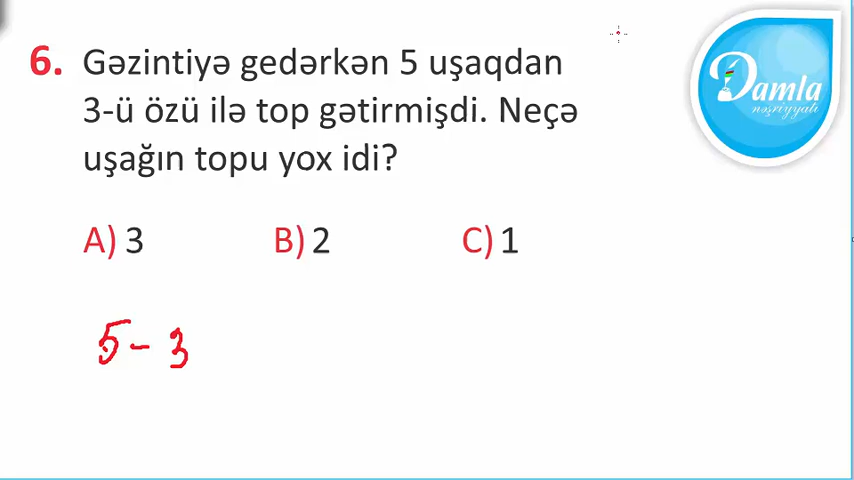 6. Gəzintiyə gedərkən 5 uşaqdan
3-ü özü ilə top gətirmişdi. Neçə
uşağın topu yox idi?
A) 3 B) 2 C) 1
5 - 3
Damla
nəşriyyatı